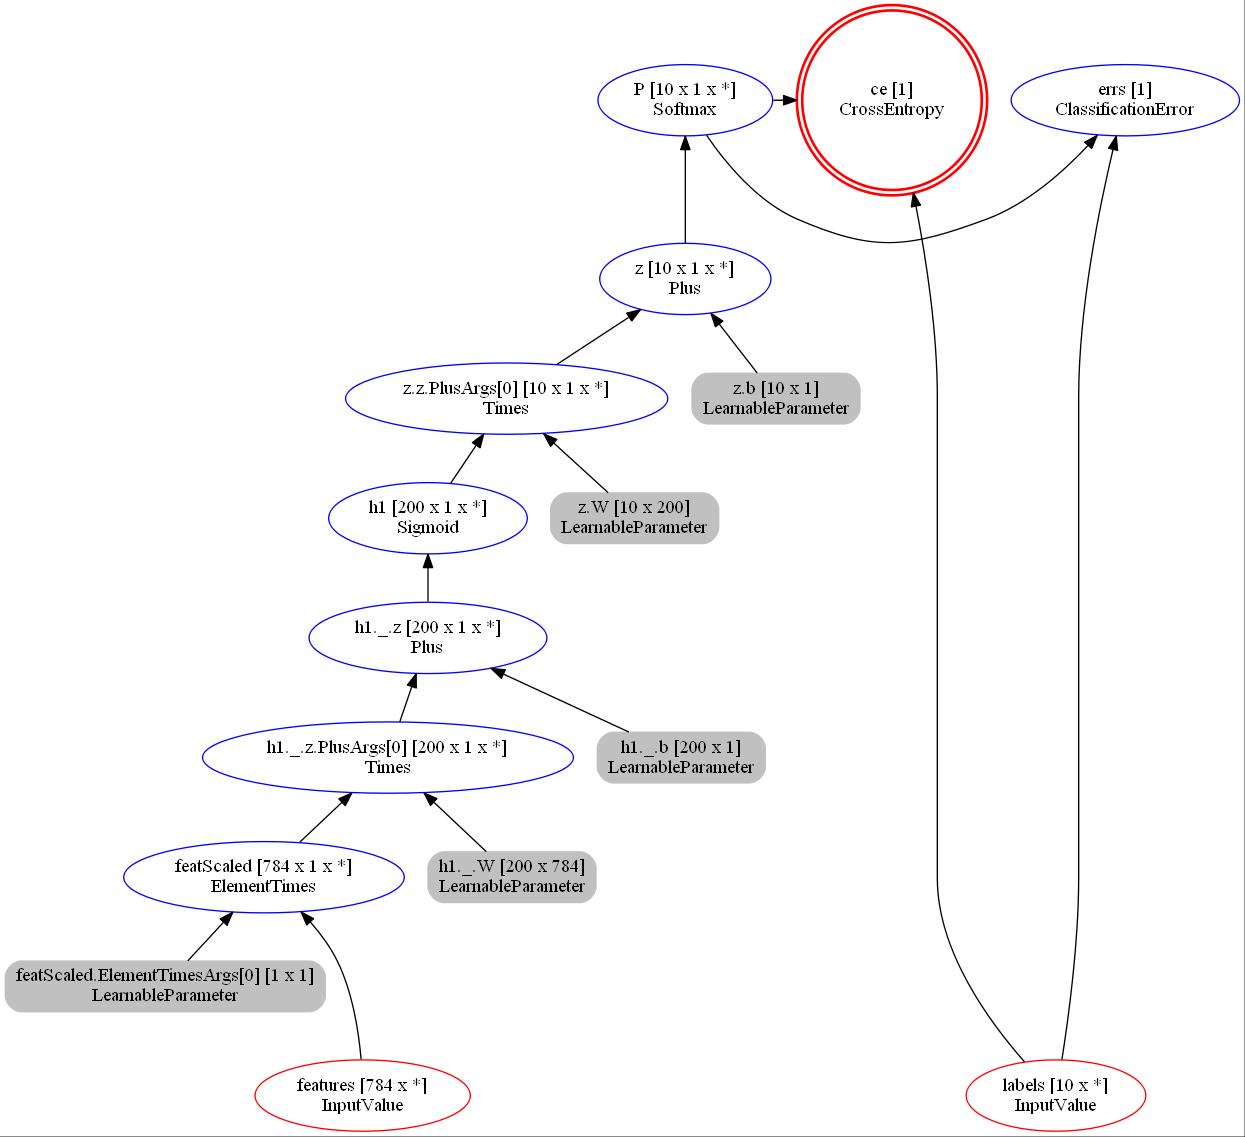 P [10 x 1 x *]
Softmax
ce [1]
CrossEntropy
errs [1]
ClassificationError
z [10 x 1 x *]
Plus
z.z.PlusArgs[0] [10 x 1 x *]
Times
z.b [10 x 1]
LearnableParameter
h1 [200 x 1 x *]
Sigmoid
z.W [10 x 200]
LearnableParameter
h1._.z [200 x 1 x *]
Plus
h1._.z.PlusArgs[0] [200 x 1 x *]
Times
h1._.b [200 x 1]
LearnableParameter
featScaled [784 x 1 x *]
ElementTimes
h1._.W [200 x 784]
LearnableParameter
featScaled.ElementTimesArgs[0] [1 x 1]
LearnableParameter
features [784 x *]
InputValue
labels [10 x *]
InputValue